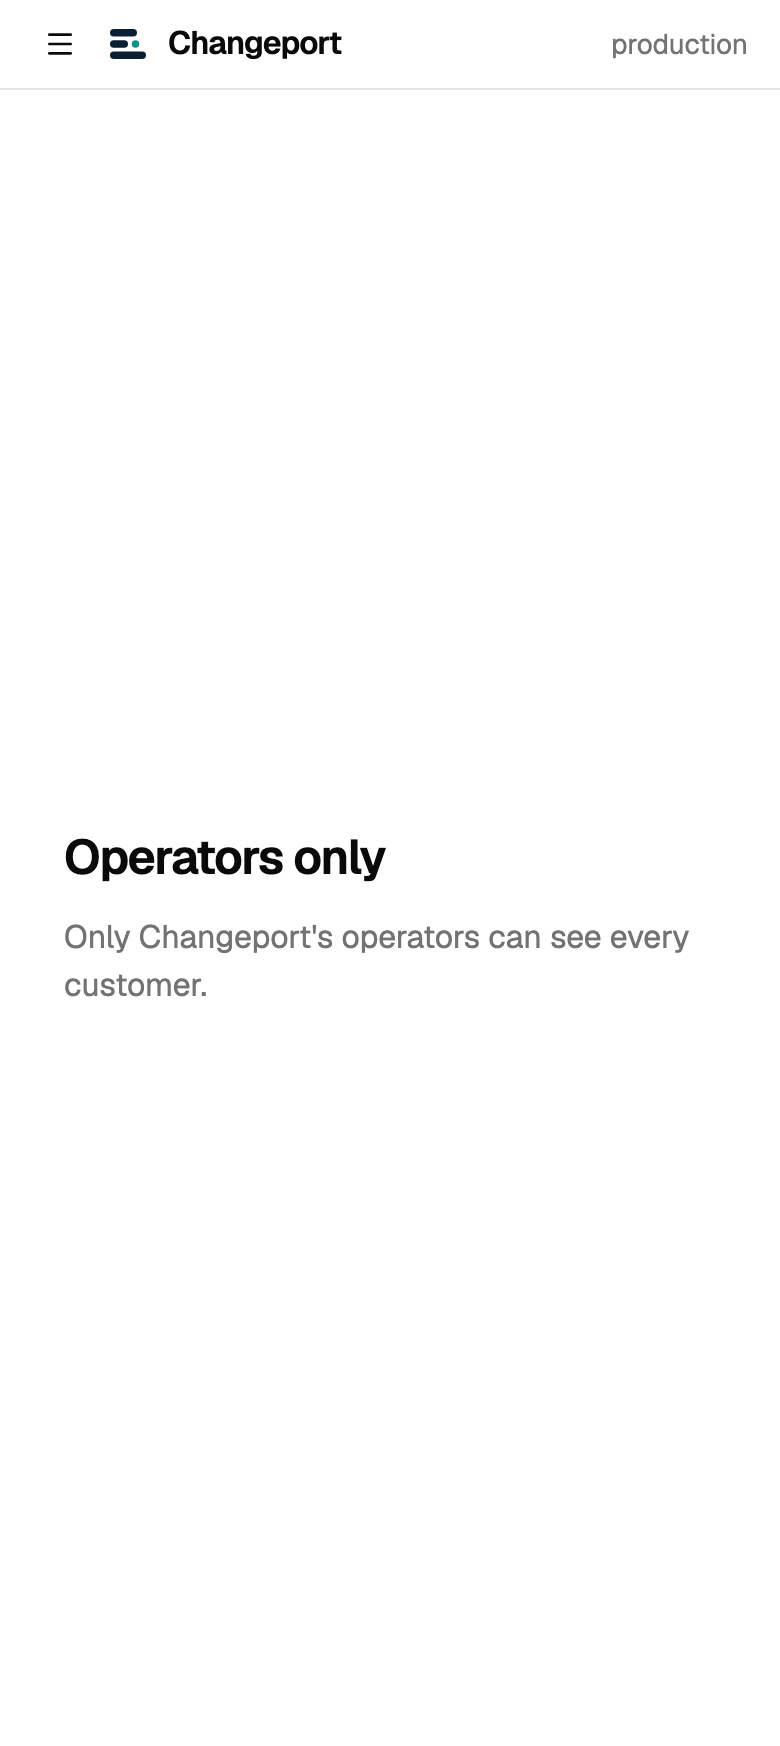 Changeport
production
Operators only
Only Changeport's operators can see every
customer.